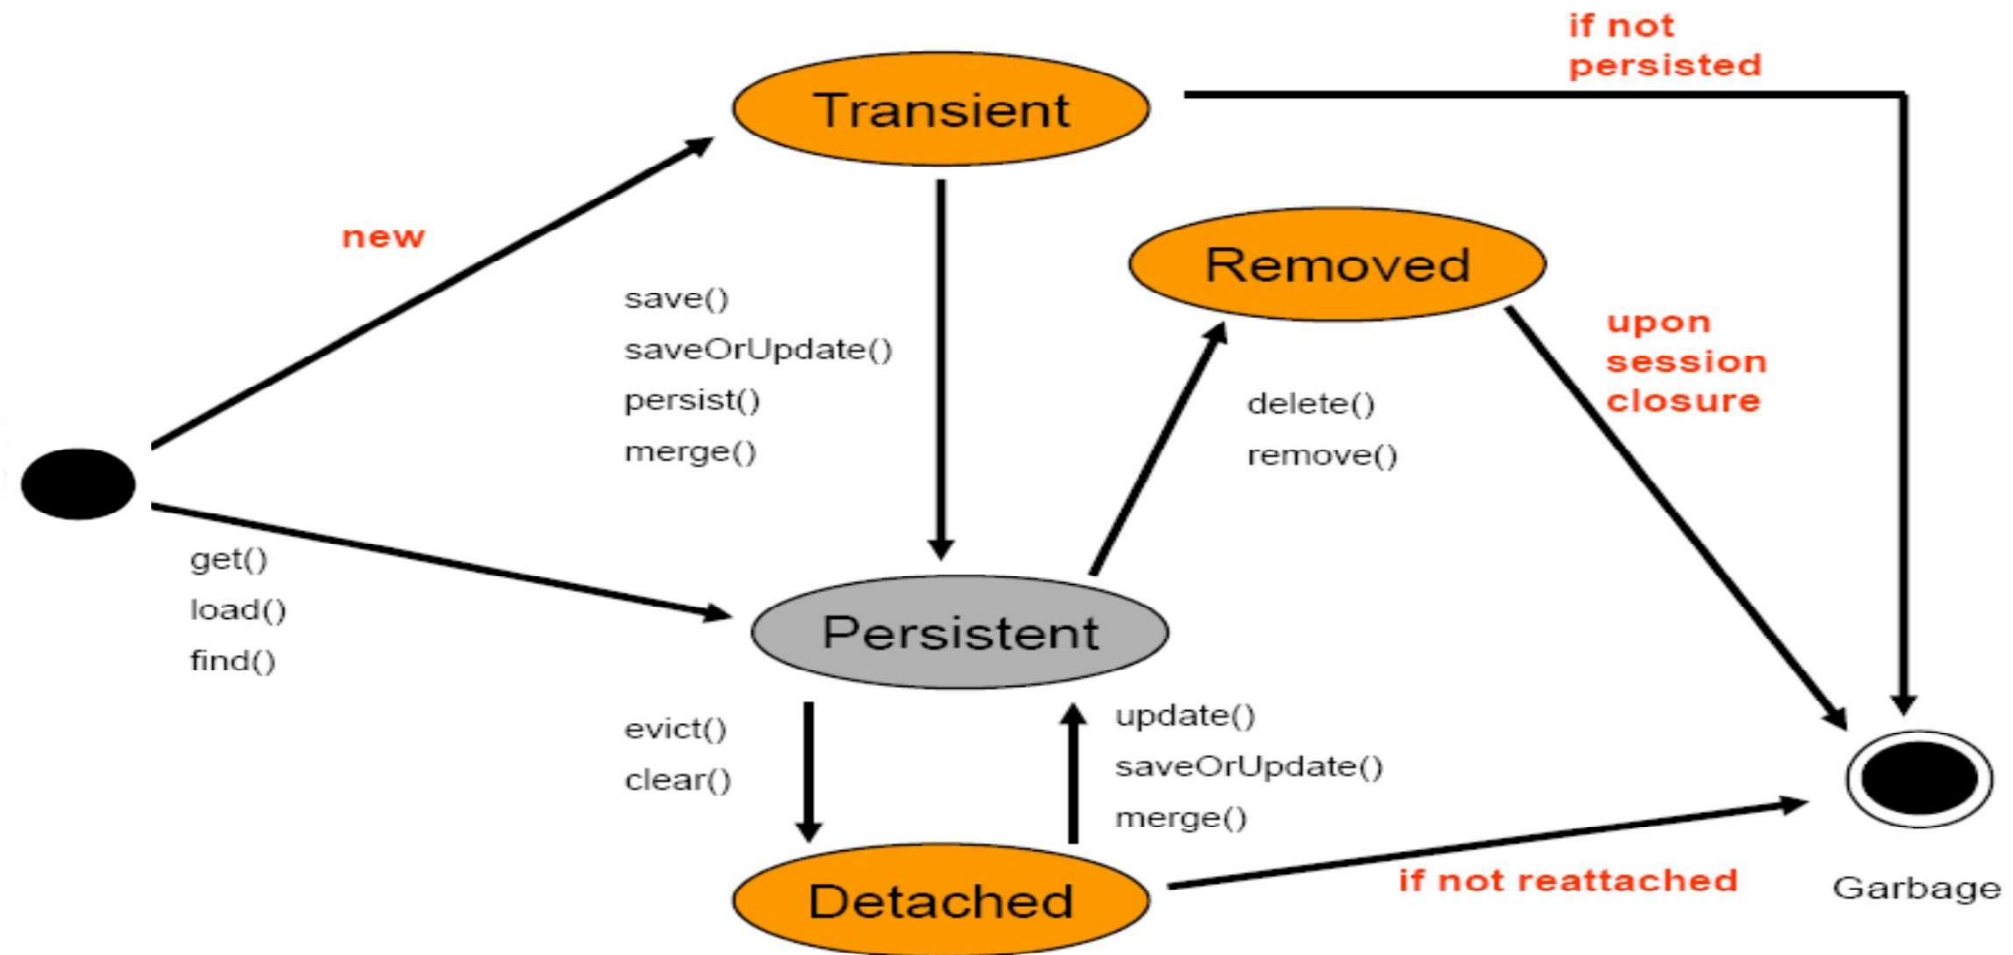 if not
persisted
Transient
new
Removed
save()
saveOrUpdate()
persist()
merge()
upon
session
closure
delete()
remove()
get()
load()
find()
Persistent
evict()
clear()
update()
saveOrUpdate()
merge()
Detached
if not reattached
Garbage